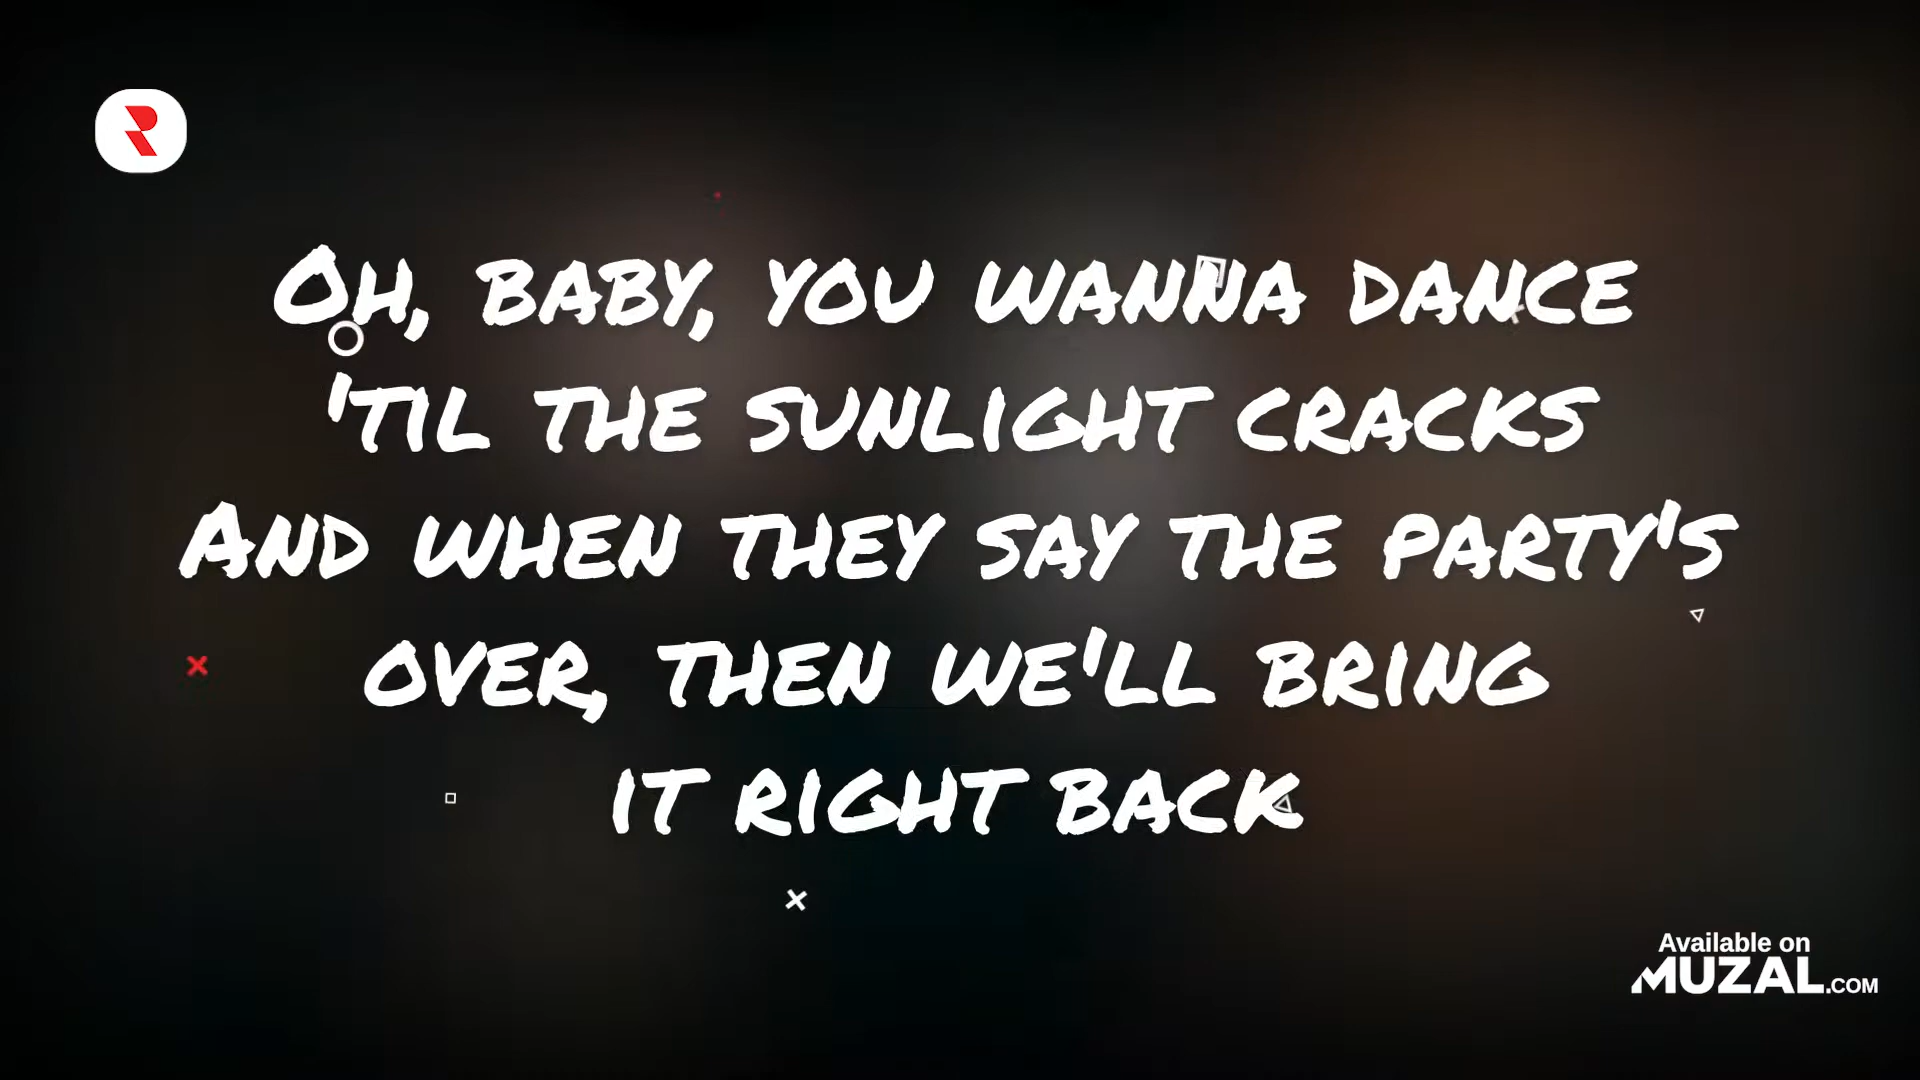 Oh, baby, you wanna dance
'til the sunlight cracks
And when they say the party's
over, then we'll bring
it right back
Available on
MUZAL.COM